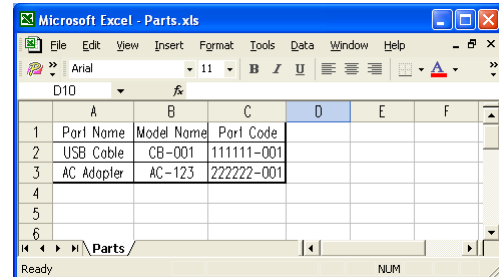 Microsoft Excel - Parts.xls
File Edit View Insert Format Tools Data Window Help
Arial 11 B I U A
D10 fx
A B C D E F
1 Part Name Model Name Part Code
2 USB Cable CB-001 111111-001
3 AC Adapter AC-123 222222-001
4
5
6
Parts
Ready NUM